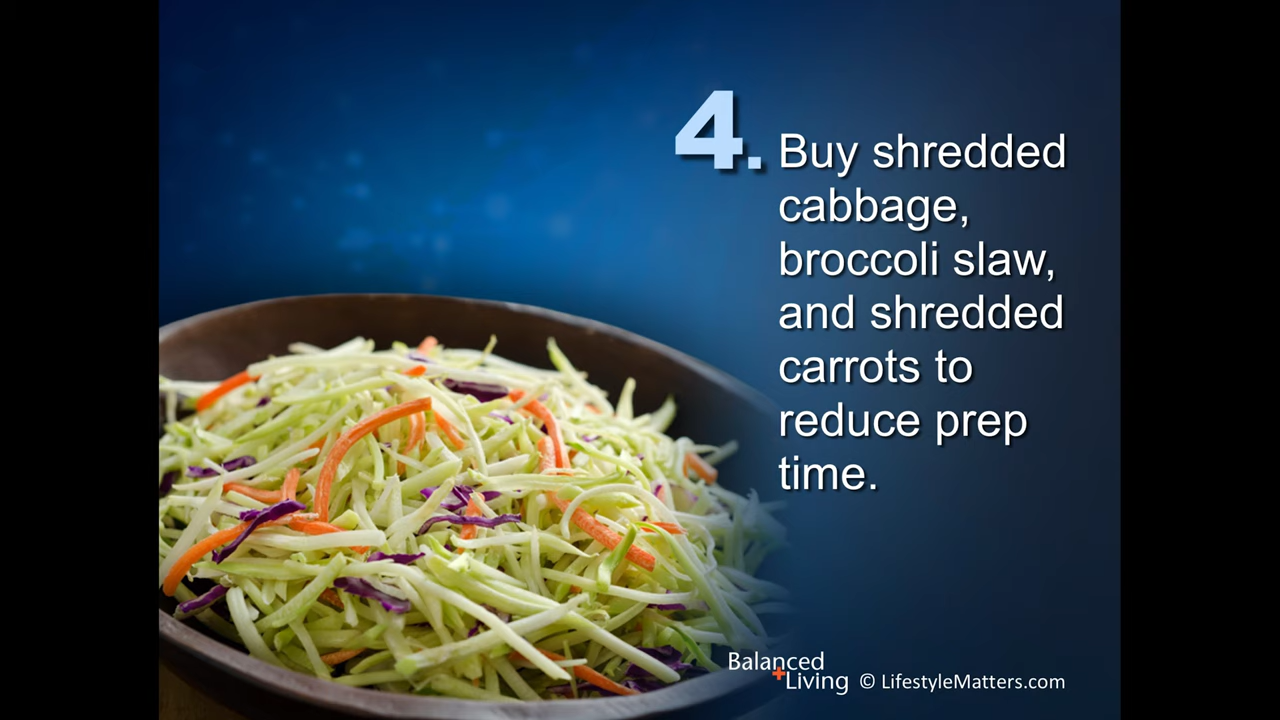 4. Buy shredded
cabbage,
broccoli slaw,
and shredded
carrots to
reduce prep
time.
Balanced
+Living © LifestyleMatters.com